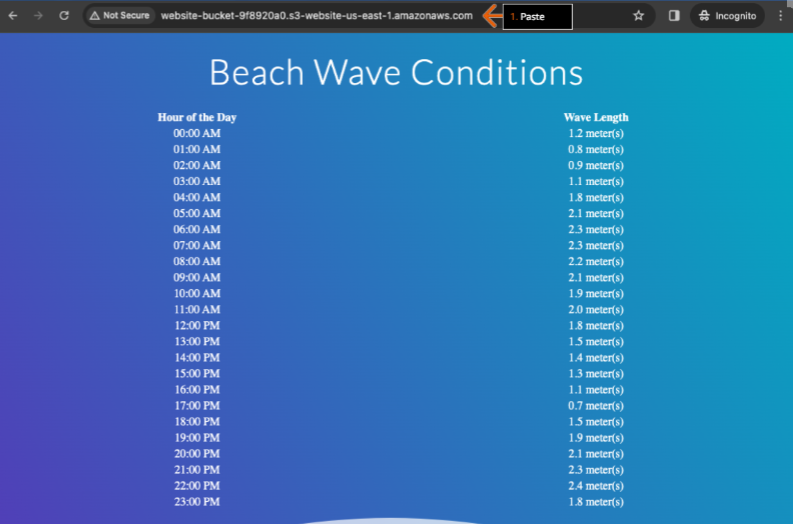 Not Secure website-bucket-9f8920a0.s3-website-us-east-1.amazonaws.com 1. Paste Incognito
Beach Wave Conditions
Hour of the Day Wave Length
00:00 AM 1.2 meter(s)
01:00 AM 0.8 meter(s)
02:00 AM 0.9 meter(s)
03:00 AM 1.1 meter(s)
04:00 AM 1.8 meter(s)
05:00 AM 2.1 meter(s)
06:00 AM 2.3 meter(s)
07:00 AM 2.3 meter(s)
08:00 AM 2.2 meter(s)
09:00 AM 2.1 meter(s)
10:00 AM 1.9 meter(s)
11:00 AM 2.0 meter(s)
12:00 PM 1.8 meter(s)
13:00 PM 1.5 meter(s)
14:00 PM 1.4 meter(s)
15:00 PM 1.3 meter(s)
16:00 PM 1.1 meter(s)
17:00 PM 0.7 meter(s)
18:00 PM 1.5 meter(s)
19:00 PM 1.9 meter(s)
20:00 PM 2.1 meter(s)
21:00 PM 2.3 meter(s)
22:00 PM 2.4 meter(s)
23:00 PM 1.8 meter(s)